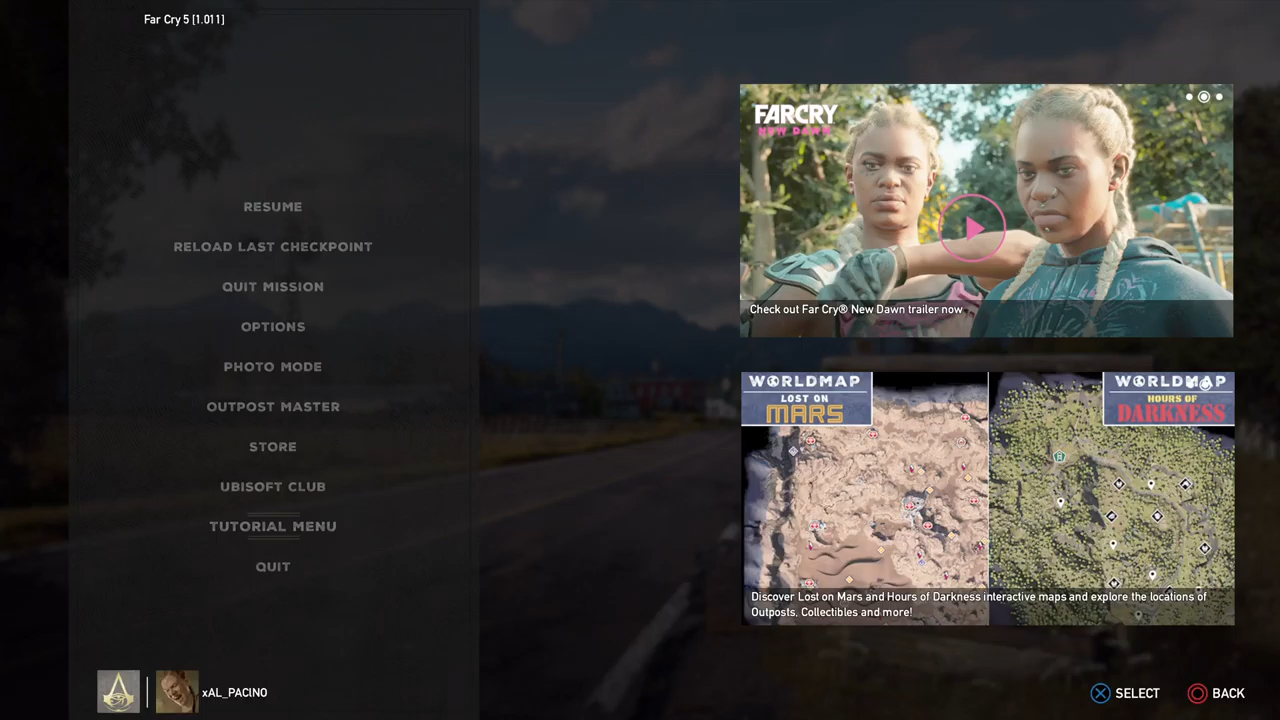 Far Cry 5 [1.011]
RESUME
RELOAD LAST CHECKPOINT
QUIT MISSION
OPTIONS
PHOTO MODE
OUTPOST MASTER
STORE
UBISOFT CLUB
TUTORIAL MENU
QUIT
xAL_PACINO
FARCRY
NEW DAWN
Check out Far Cry® New Dawn trailer now
WORLDMAP
LOST ON
MARS
WORLDMAP
HOURS OF
DARKNESS
Discover Lost on Mars and Hours of Darkness interactive maps and explore the locations of
Outposts, Collectibles and more!
SELECT
BACK